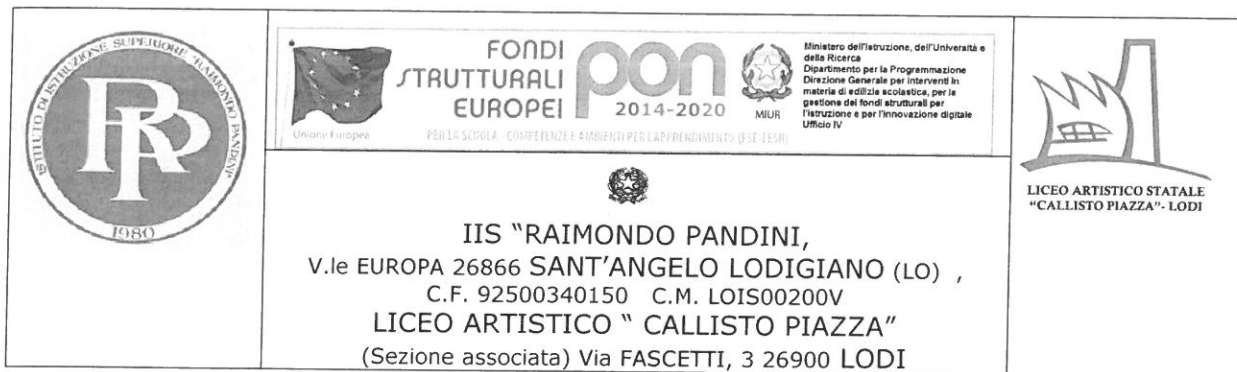 ISTITUTO DI ISTRUZIONE SUPERIORE "RAIMONDO PANDINI"
RP
1980
Unione Europea
FONDI
STRUTTURALI
EUROPEI
pon
2014-2020
MIUR
Ministero dell'Istruzione, dell'Università e
della Ricerca
Dipartimento per la Programmazione
Direzione Generale per interventi in
materia di edilizia scolastica, per la
gestione dei fondi strutturali per
l'istruzione e per l'innovazione digitale
Ufficio IV
PER LA SCUOLA - COMPETENZE E AMBIENTI PER L'APPRENDIMENTO (FSE-FESR)
LICEO ARTISTICO STATALE
"CALLISTO PIAZZA"- LODI
IIS "RAIMONDO PANDINI,
V.le EUROPA 26866 SANT'ANGELO LODIGIANO (LO) ,
C.F. 92500340150 C.M. LOIS00200V
LICEO ARTISTICO " CALLISTO PIAZZA"
(Sezione associata) Via FASCETTI, 3 26900 LODI